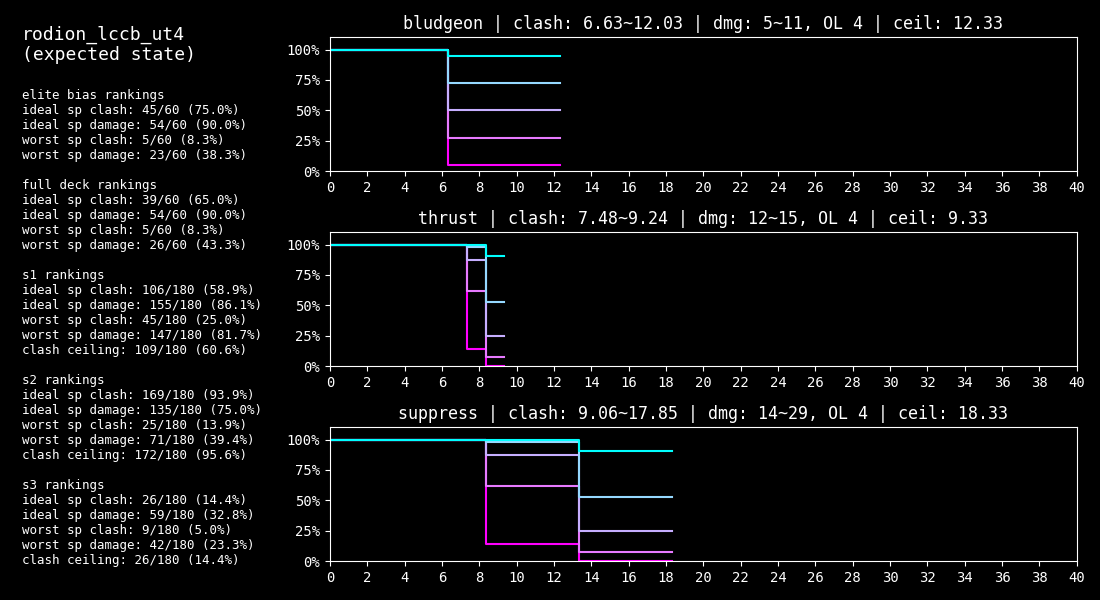 rodion_lccb_ut4
(expected state)
elite bias rankings
ideal sp clash: 45/60 (75.0%)
ideal sp damage: 54/60 (90.0%)
worst sp clash: 5/60 (8.3%)
worst sp damage: 23/60 (38.3%)
full deck rankings
ideal sp clash: 39/60 (65.0%)
ideal sp damage: 54/60 (90.0%)
worst sp clash: 5/60 (8.3%)
worst sp damage: 26/60 (43.3%)
s1 rankings
ideal sp clash: 106/180 (58.9%)
ideal sp damage: 155/180 (86.1%)
worst sp clash: 45/180 (25.0%)
worst sp damage: 147/180 (81.7%)
clash ceiling: 109/180 (60.6%)
s2 rankings
ideal sp clash: 169/180 (93.9%)
ideal sp damage: 135/180 (75.0%)
worst sp clash: 25/180 (13.9%)
worst sp damage: 71/180 (39.4%)
clash ceiling: 172/180 (95.6%)
s3 rankings
ideal sp clash: 26/180 (14.4%)
ideal sp damage: 59/180 (32.8%)
worst sp clash: 9/180 (5.0%)
worst sp damage: 42/180 (23.3%)
clash ceiling: 26/180 (14.4%)
bludgeon | clash: 6.63~12.03 | dmg: 5~11, OL 4 | ceil: 12.33
100%
75%
50%
25%
0%
0 2 4 6 8 10 12 14 16 18 20 22 24 26 28 30 32 34 36 38 40
thrust | clash: 7.48~9.24 | dmg: 12~15, OL 4 | ceil: 9.33
100%
75%
50%
25%
0%
0 2 4 6 8 10 12 14 16 18 20 22 24 26 28 30 32 34 36 38 40
suppress | clash: 9.06~17.85 | dmg: 14~29, OL 4 | ceil: 18.33
100%
75%
50%
25%
0%
0 2 4 6 8 10 12 14 16 18 20 22 24 26 28 30 32 34 36 38 40